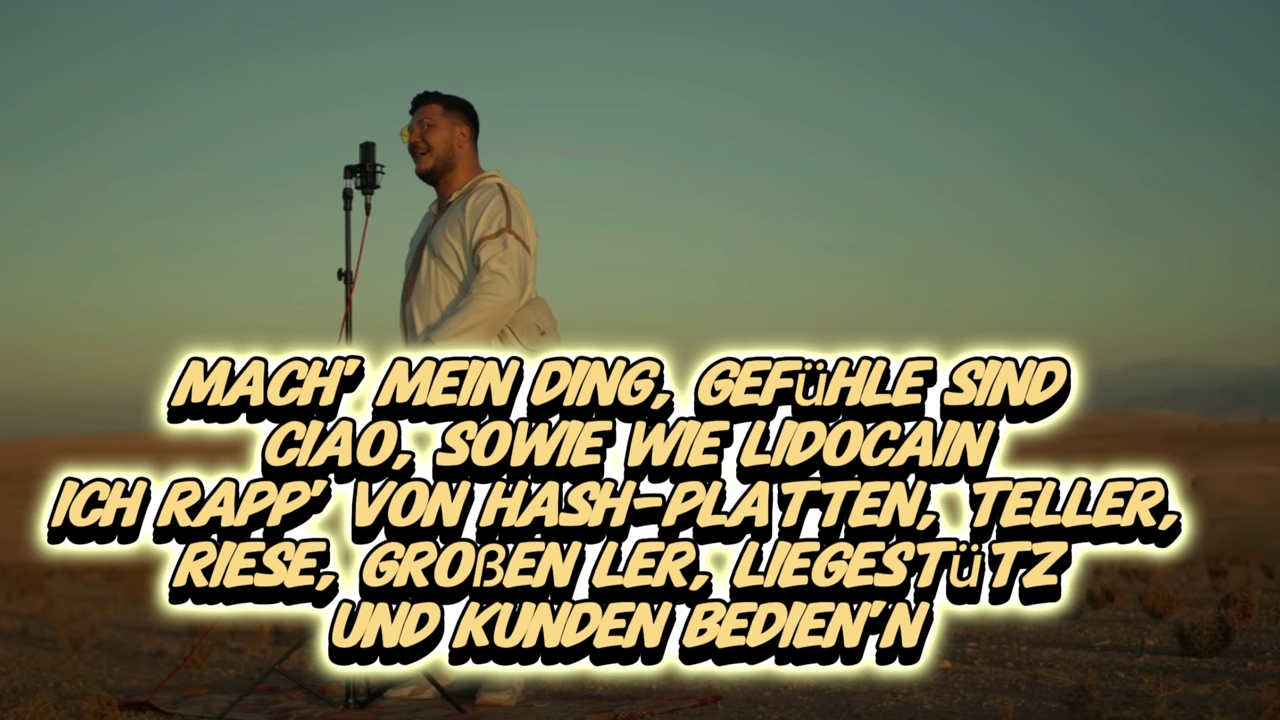 MACH' MEIN DING, GEFüHLE SIND
CIAO, SOWIE WIE LIDOCAIN
ICH RAPP' VON HASH-PLATTEN, TELLER,
RIESE, GROßEN LER, LIEGESTüTZ
UND KUNDEN BEDIEN'N